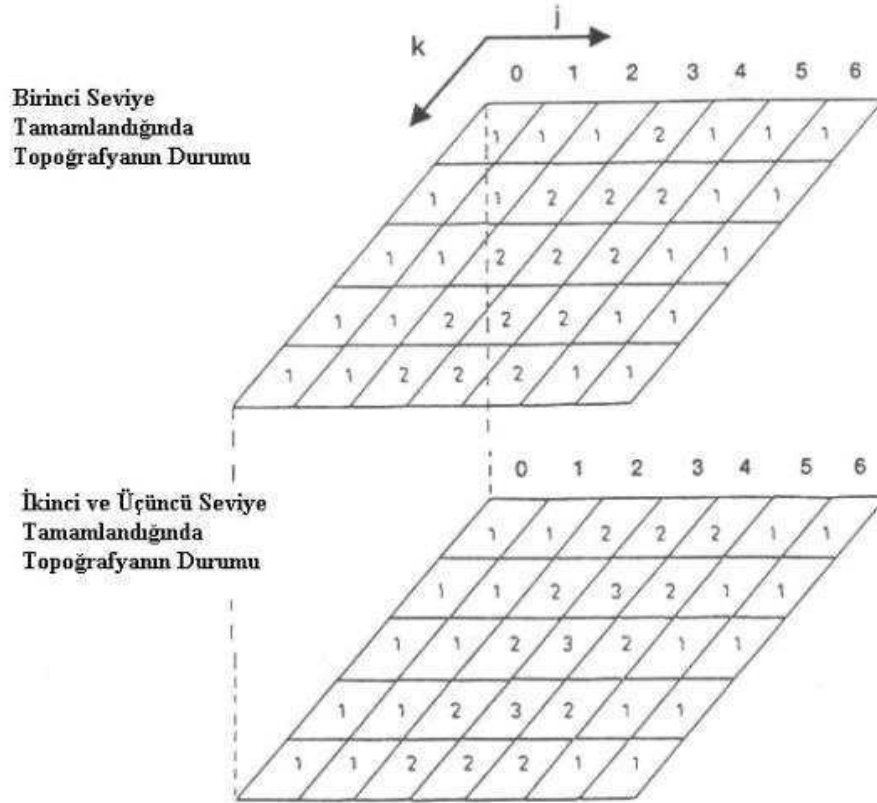 j
k
0 1 2 3 4 5 6
Birinci Seviye
Tamamlandığında
Topoğrafyanın Durumu
1 1 1 2 1 1 1
1 1 2 2 2 1 1
1 1 2 2 2 1 1
1 1 2 2 2 1 1
1 1 2 2 2 1 1
0 1 2 3 4 5 6
İkinci ve Üçüncü Seviye
Tamamlandığında
Topoğrafyanın Durumu
1 1 2 2 2 1 1
1 1 2 3 2 1 1
1 1 2 3 2 1 1
1 1 2 3 2 1 1
1 1 2 2 2 1 1